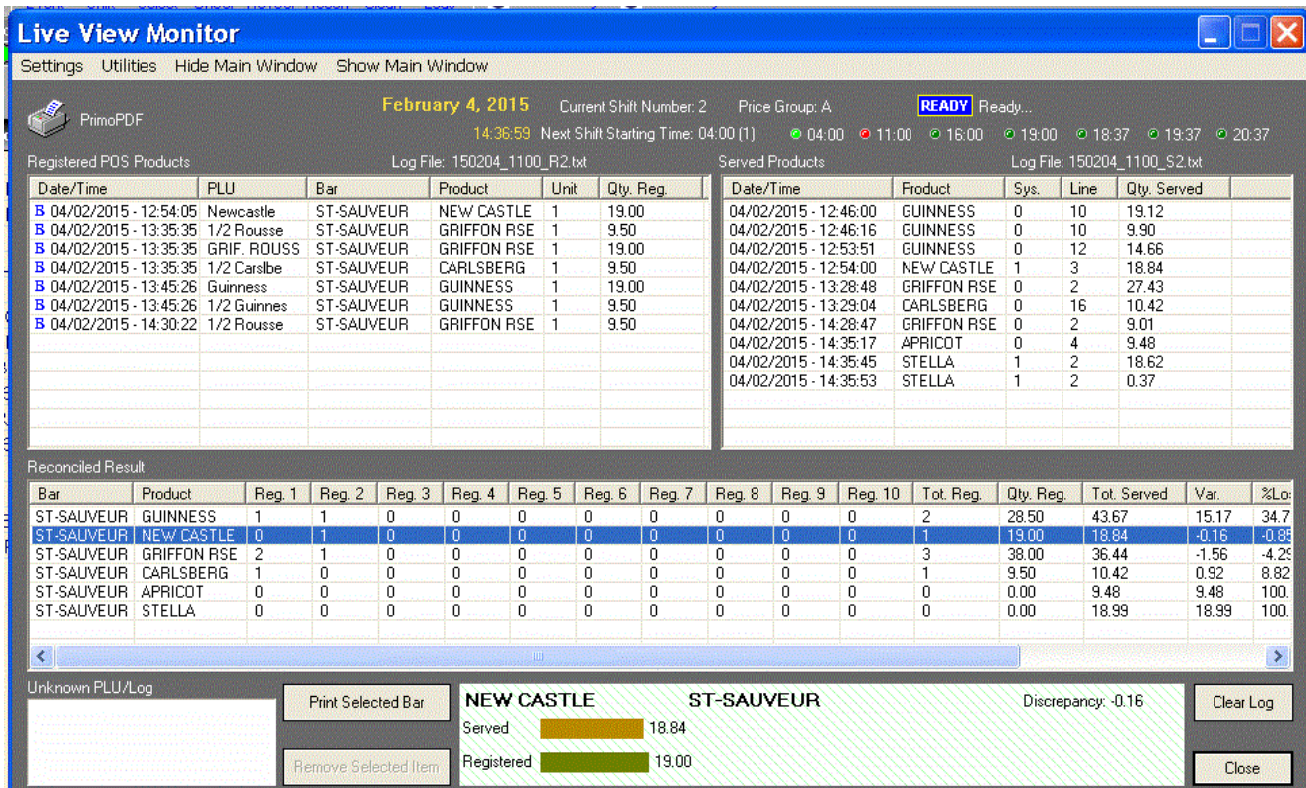 Live View Monitor
Settings Utilities Hide Main Window Show Main Window
PrimoPDF
February 4, 2015 Current Shift Number: 2 Price Group: A READY Ready...
14:36:59 Next Shift Starting Time: 04:00 (1) 04:00 11:00 16:00 19:00 18:37 19:37 20:37
Registered POS Products Log File: 150204_1100_R2.txt
Date/Time PLU Bar Product Unit Qty. Reg.
B 04/02/2015 - 12:54:05 Newcastle ST-SAUVEUR NEW CASTLE 1 19.00
B 04/02/2015 - 13:35:35 1/2 Rousse ST-SAUVEUR GRIFFON RSE 1 9.50
B 04/02/2015 - 13:35:35 GRIF. ROUSS ST-SAUVEUR GRIFFON RSE 1 19.00
B 04/02/2015 - 13:35:35 1/2 Carslbe ST-SAUVEUR CARLSBERG 1 9.50
B 04/02/2015 - 13:45:26 Guinness ST-SAUVEUR GUINNESS 1 19.00
B 04/02/2015 - 13:45:26 1/2 Guinnes ST-SAUVEUR GUINNESS 1 9.50
B 04/02/2015 - 14:30:22 1/2 Rousse ST-SAUVEUR GRIFFON RSE 1 9.50
Served Products Log File: 150204_1100_S2.txt
Date/Time Product Sys. Line Qty. Served
04/02/2015 - 12:46:00 GUINNESS 0 10 19.12
04/02/2015 - 12:46:16 GUINNESS 0 10 9.90
04/02/2015 - 12:53:51 GUINNESS 0 12 14.66
04/02/2015 - 12:54:00 NEW CASTLE 1 3 18.84
04/02/2015 - 13:28:48 GRIFFON RSE 0 2 27.43
04/02/2015 - 13:29:04 CARLSBERG 0 16 10.42
04/02/2015 - 14:28:47 GRIFFON RSE 0 2 9.01
04/02/2015 - 14:35:17 APRICOT 0 4 9.48
04/02/2015 - 14:35:45 STELLA 1 2 18.62
04/02/2015 - 14:35:53 STELLA 1 2 0.37
Reconciled Result
Bar Product Reg. 1 Reg. 2 Reg. 3 Reg. 4 Reg. 5 Reg. 6 Reg. 7 Reg. 8 Reg. 9 Reg. 10 Tot. Reg. Qty. Reg. Tot. Served Var. %Lo
ST-SAUVEUR GUINNESS 1 1 0 0 0 0 0 0 0 0 2 28.50 43.67 15.17 34.7
ST-SAUVEUR NEW CASTLE 0 1 0 0 0 0 0 0 0 0 1 19.00 18.84 -0.16 -0.85
ST-SAUVEUR GRIFFON RSE 2 1 0 0 0 0 0 0 0 0 3 38.00 36.44 -1.56 -4.29
ST-SAUVEUR CARLSBERG 1 0 0 0 0 0 0 0 0 0 1 9.50 10.42 0.92 8.82
ST-SAUVEUR APRICOT 0 0 0 0 0 0 0 0 0 0 0 0.00 9.48 9.48 100.
ST-SAUVEUR STELLA 0 0 0 0 0 0 0 0 0 0 0 0.00 18.99 18.99 100.
Unknown PLU/Log
Print Selected Bar
Remove Selected Item
NEW CASTLE ST-SAUVEUR Discrepancy: -0.16
Served 18.84
Registered 19.00
Clear Log
Close